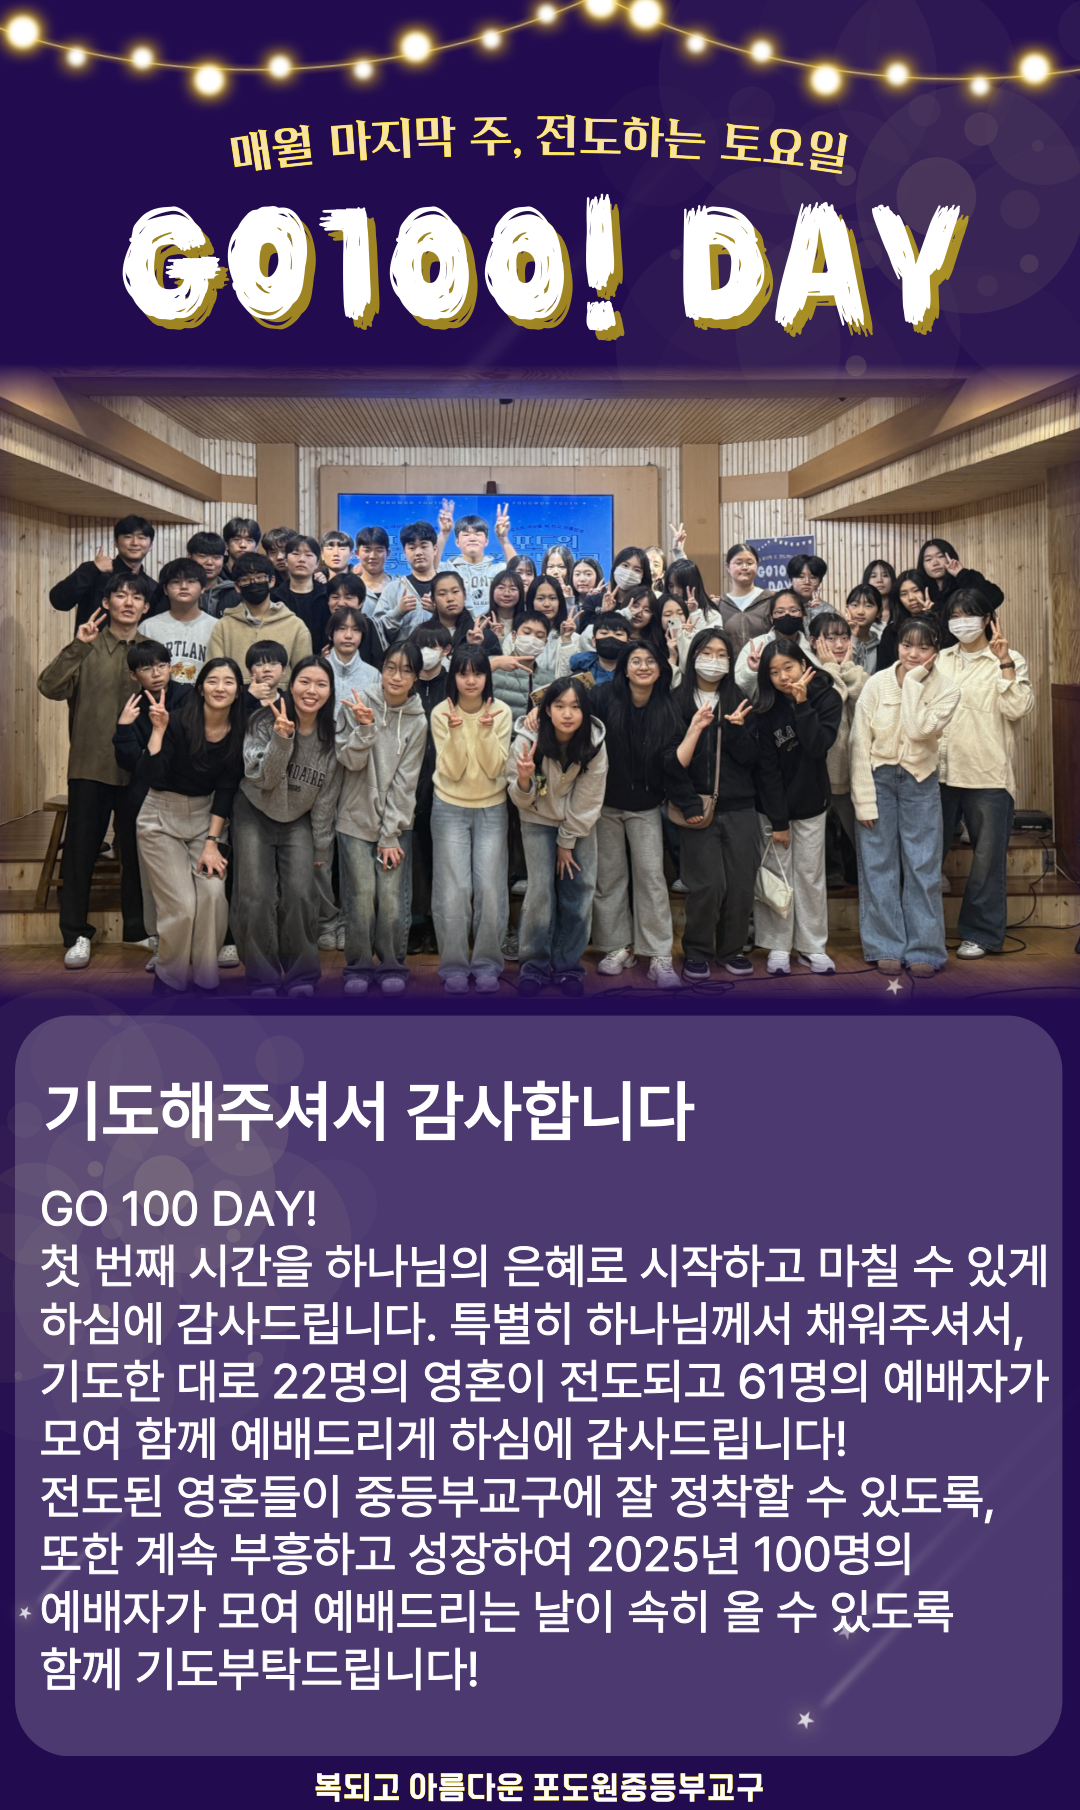 매월 마지막 주, 전도하는 토요일
GO100! DAY
포도원
GO10
DAY
RTLAN
기도해주셔서 감사합니다
GO 100 DAY!
첫 번째 시간을 하나님의 은혜로 시작하고 마칠 수 있게
하심에 감사드립니다. 특별히 하나님께서 채워주셔서,
기도한 대로 22명의 영혼이 전도되고 61명의 예배자가
모여 함께 예배드리게 하심에 감사드립니다!
전도된 영혼들이 중등부교구에 잘 정착할 수 있도록,
또한 계속 부흥하고 성장하여 2025년 100명의
예배자가 모여 예배드리는 날이 속히 올 수 있도록
함께 기도부탁드립니다!
복되고 아름다운 포도원중등부교구